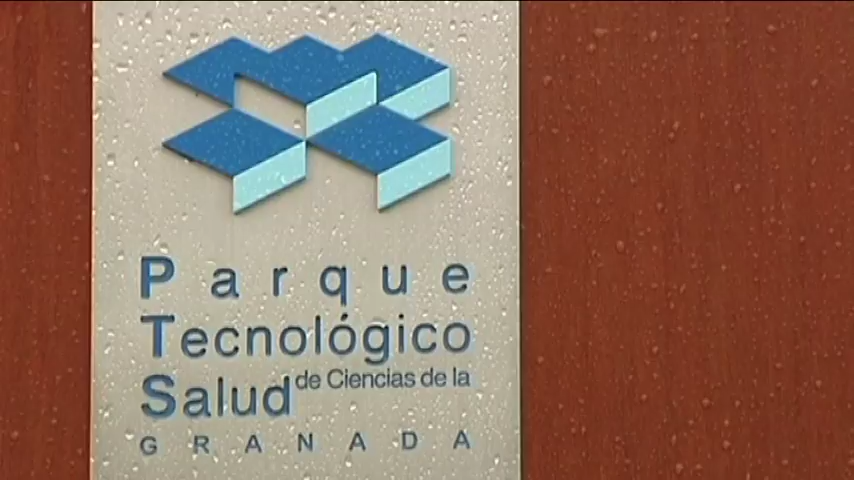 Parque
Tecnológico
de Ciencias de la
Salud
GRANADA